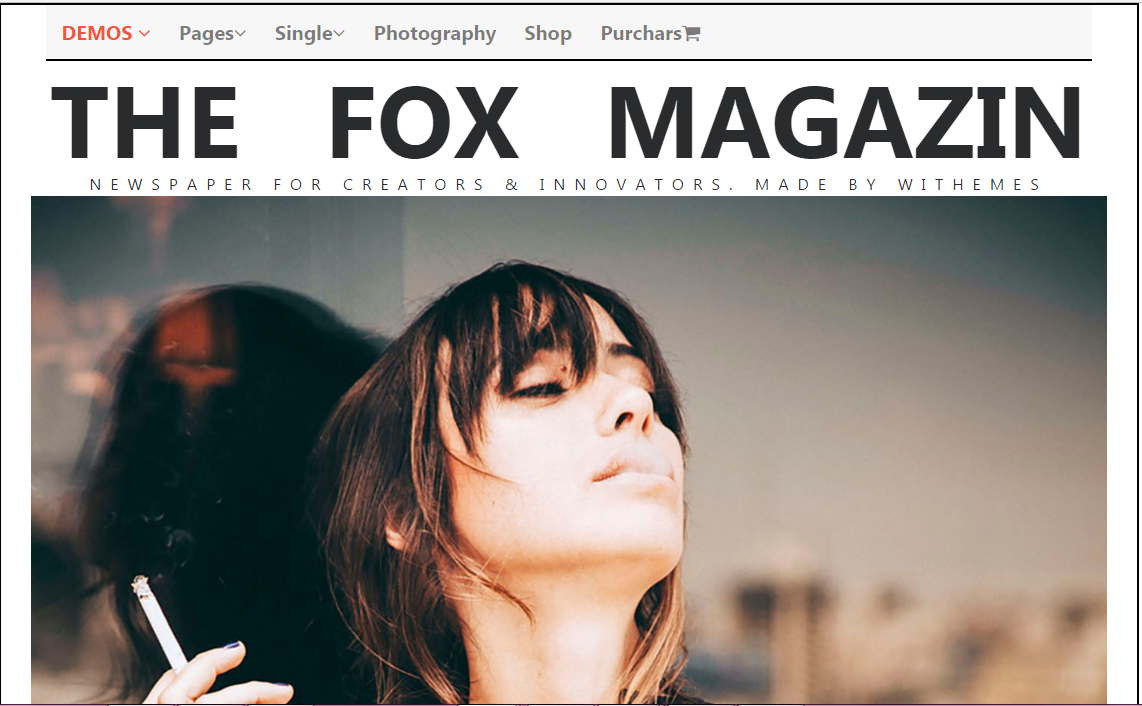 DEMOS Pages Single Photography Shop Purchars
THE FOX MAGAZIN
NEWSPAPER FOR CREATORS & INNOVATORS. MADE BY WITHEMES